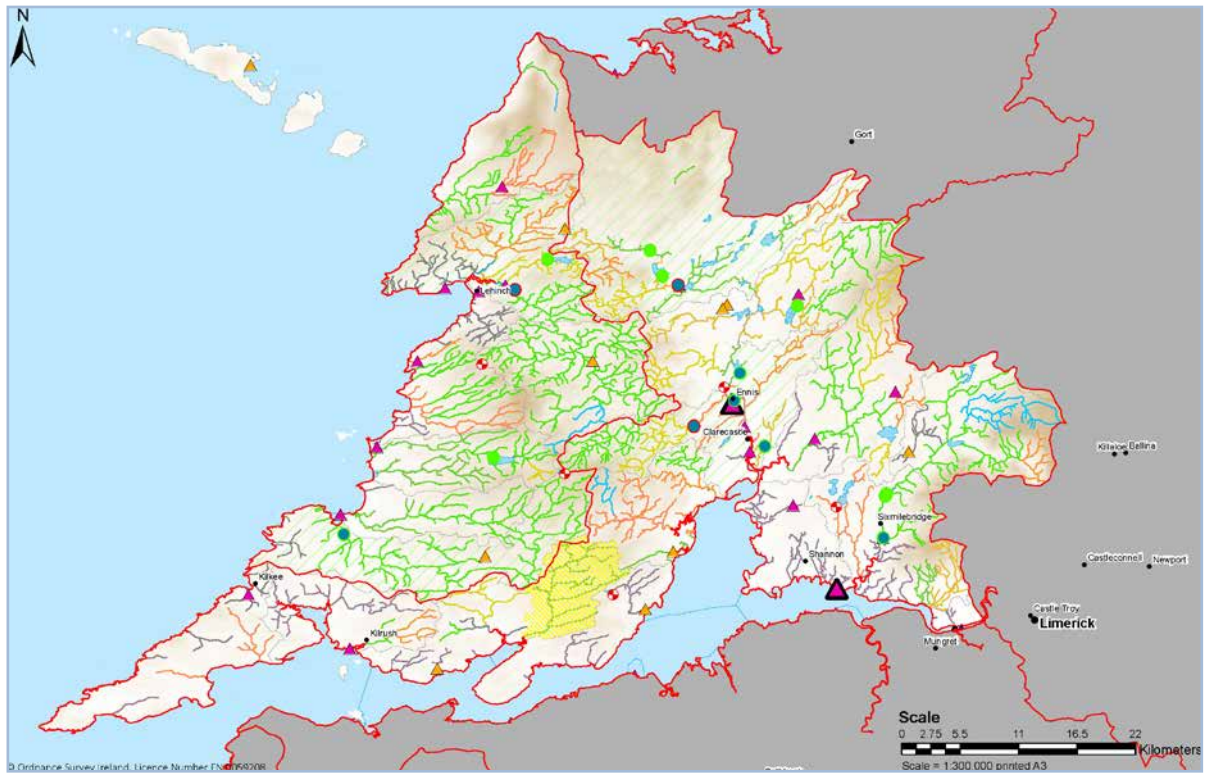 N
Gort
Lehinch
Ennis
Clarecastle
Killaloe
Ballina
Sixmilebridge
Shannon
Castleconnell
Newport
Kilkee
Castle Troy
Limerick
Kilrush
Mungret
Scale
0 2.75 5.5 11 16.5 22
Kilometers
Scale = 1:300,000 printed A3
© Ordnance Survey Ireland, Licence Number EN 0059208